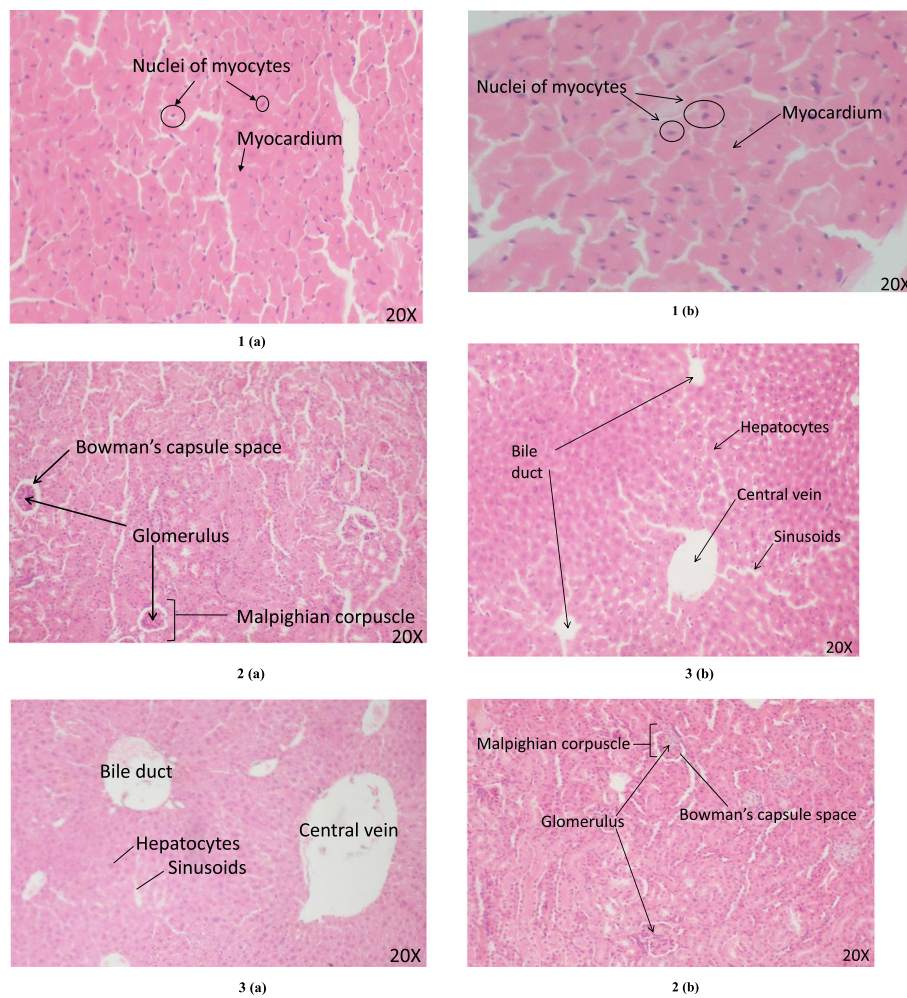 Nuclei of myocytes
Myocardium
20X
1 (a)
Nuclei of myocytes
Myocardium
20X
1 (b)
Bowman’s capsule space
Glomerulus
Malpighian corpuscle
20X
2 (a)
Bile
duct
Hepatocytes
Central vein
Sinusoids
20X
3 (b)
Bile duct
Central vein
Hepatocytes
Sinusoids
20X
3 (a)
Malpighian corpuscle
Glomerulus
Bowman’s capsule space
20X
2 (b)